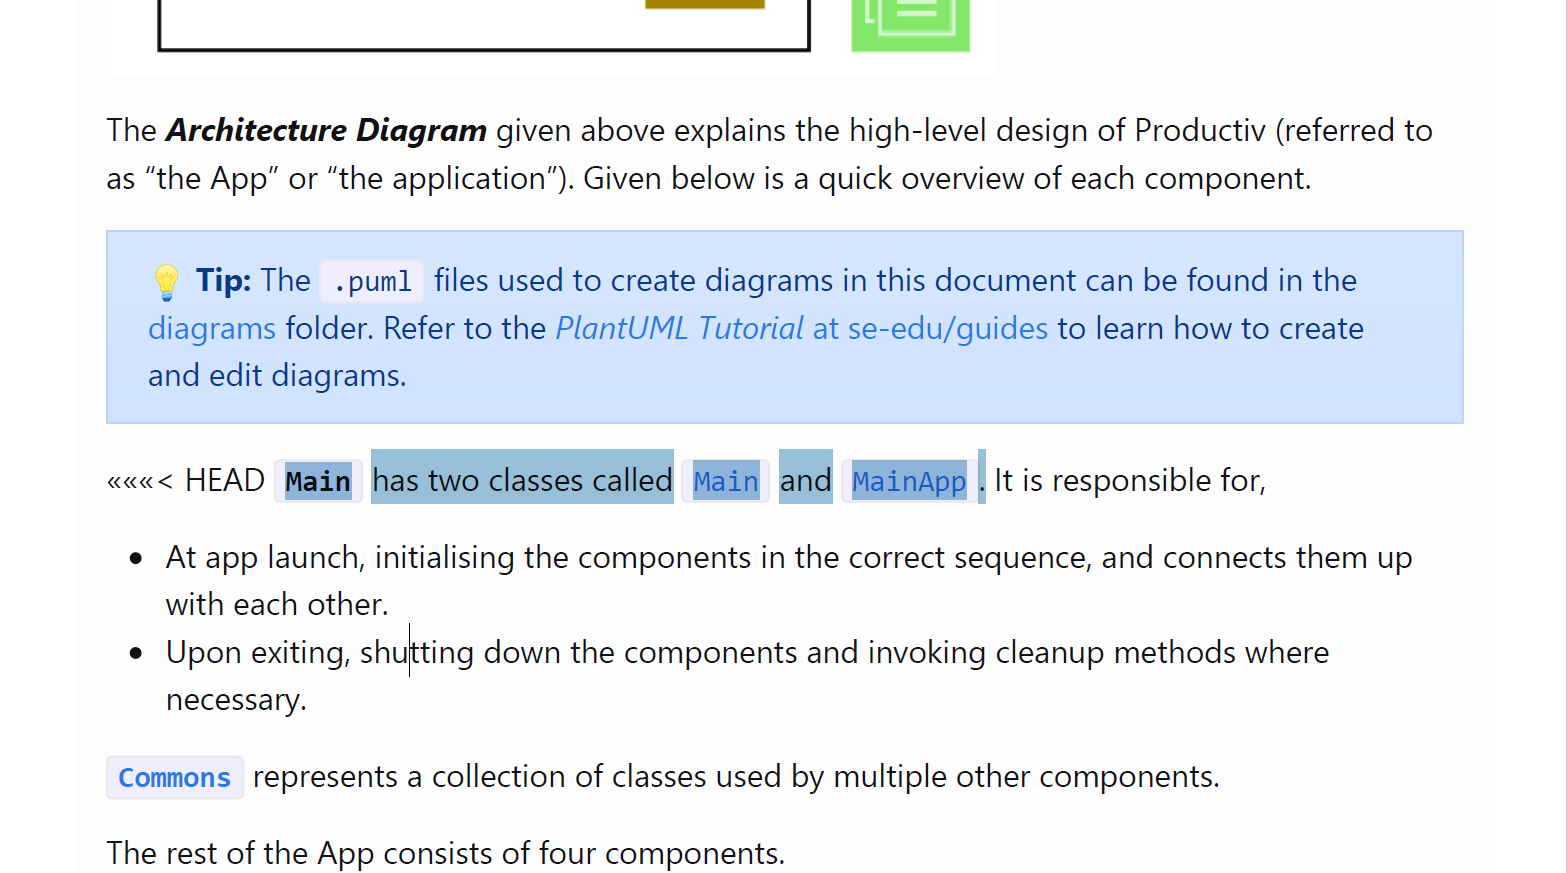 The Architecture Diagram given above explains the high-level design of Productiv (referred to
as “the App” or “the application”). Given below is a quick overview of each component.
💡 Tip: The .puml files used to create diagrams in this document can be found in the
diagrams folder. Refer to the PlantUML Tutorial at se-edu/guides to learn how to create
and edit diagrams.
«««< HEAD Main has two classes called Main and MainApp. It is responsible for,
• At app launch, initialising the components in the correct sequence, and connects them up
with each other.
• Upon exiting, shutting down the components and invoking cleanup methods where
necessary.
Commons represents a collection of classes used by multiple other components.
The rest of the App consists of four components.